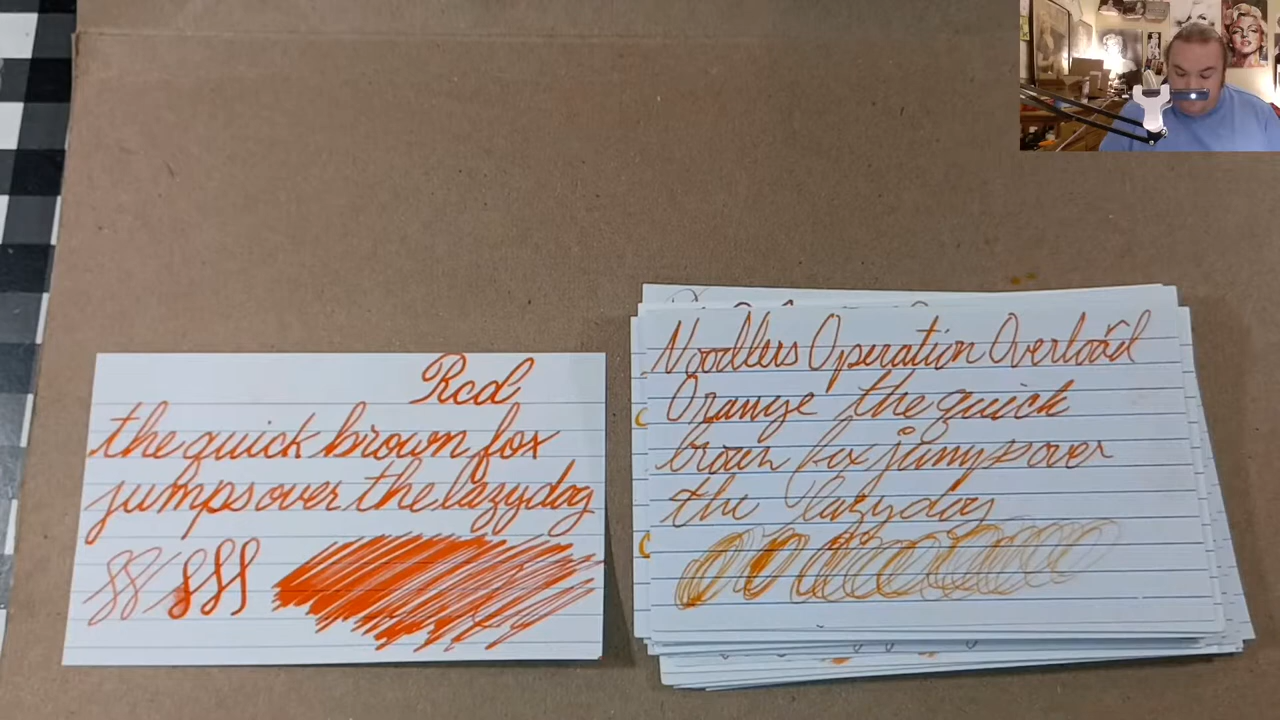 Red
the quick brown fox
jumps over the lazy dog
Noodlers Operation Overload
Orange the quick
brown fox jumps over
the lazy dog